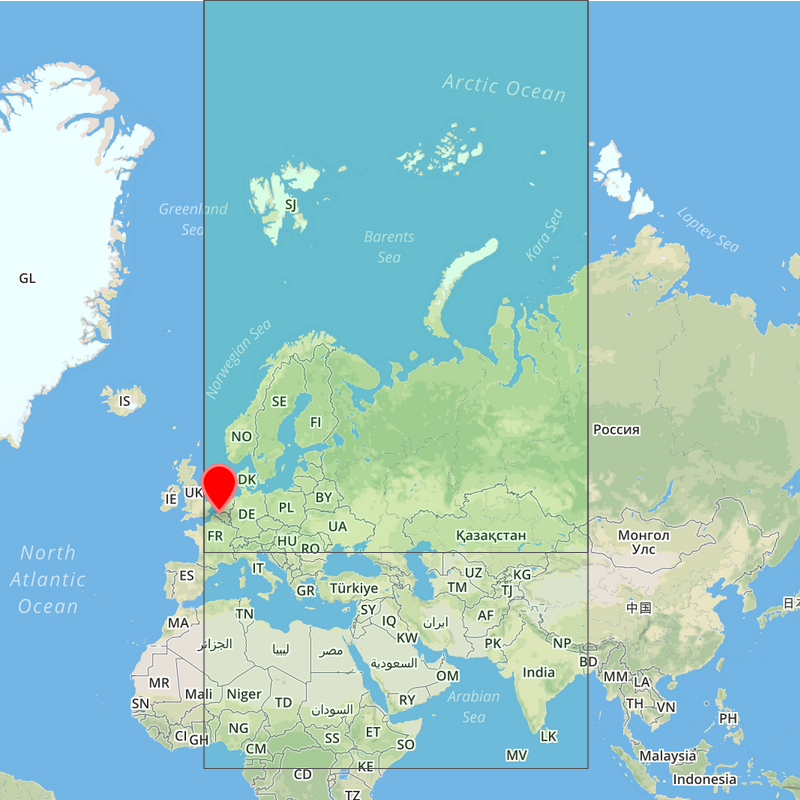 Arctic Ocean
Greenland
Sea
SJ
Barents
Sea
Kara Sea
Laptev Sea
GL
Norwegian Sea
IS
SE
FI
NO
Россия
DK
UK
IE
BY
PL
DE
UA
FR
Қазақстан
HU
RO
Монгол
Улс
North
Atlantic
Ocean
IT
ES
UZ
KG
TM
TJ
GR
Türkiye
中国
SY
TN
AF
MA
IQ
ایران
KW
PK
NP
الجزائر
ليبيا
مصر
السعودية
BD
India
OM
MM
LA
MR
Mali
Niger
TD
RY
Arabian
Sea
SN
السودان
TH
VN
PH
NG
CI
GH
CM
SS
ET
SO
LK
MV
Malaysia
KE
CD
Indonesia
TZ